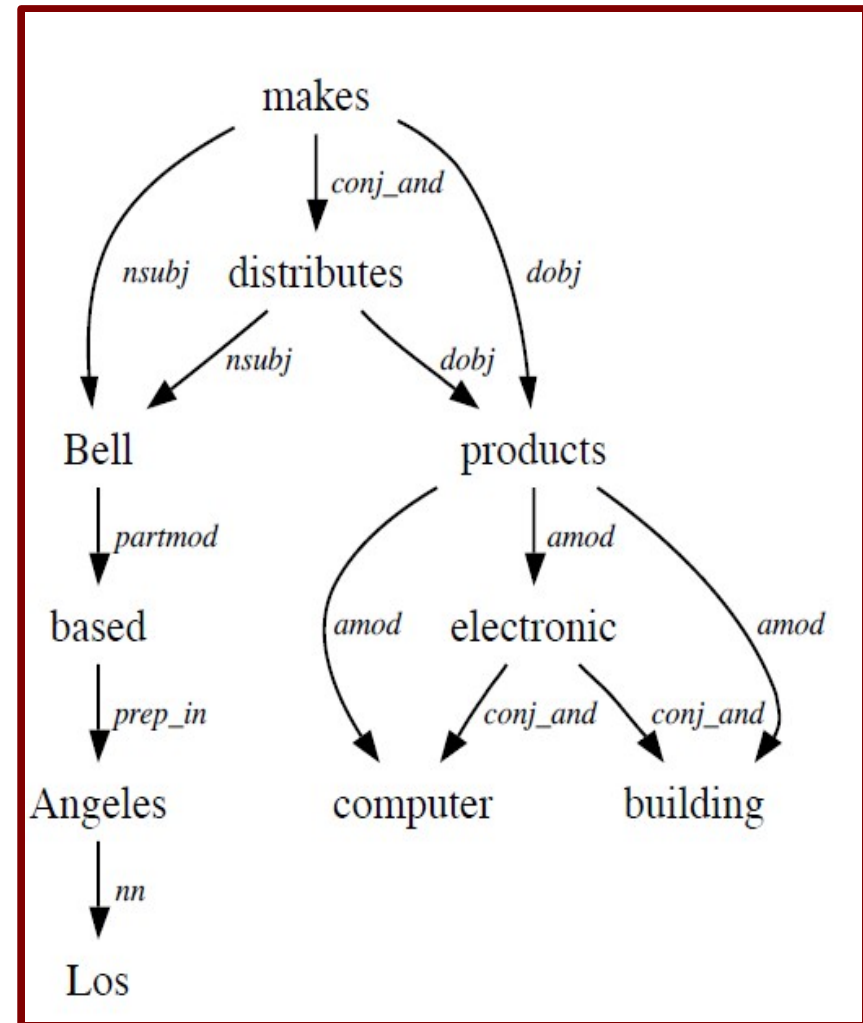 makes
conj_and
nsubj distributes dobj
nsubj dobj
Bell products
partmod amod
based amod electronic amod
prep_in conj_and conj_and
Angeles computer building
nn
Los